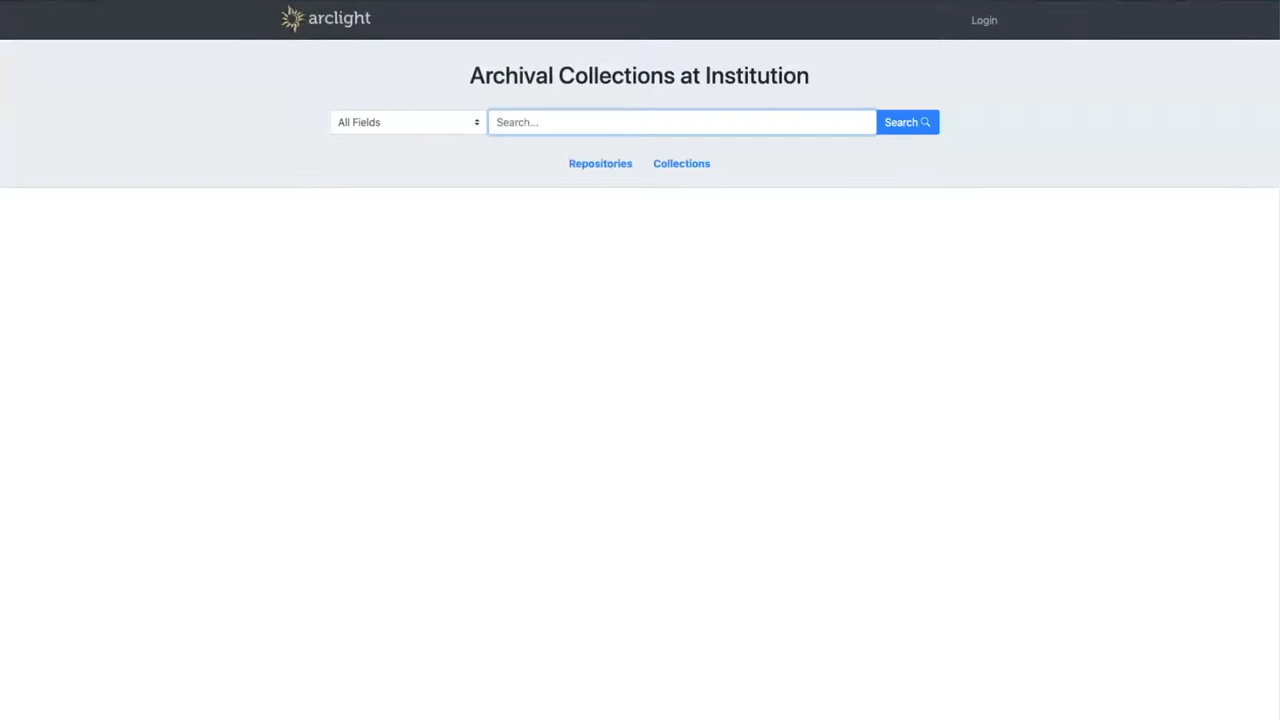 arclight Login
Archival Collections at Institution
All Fields Search... Search
Repositories Collections